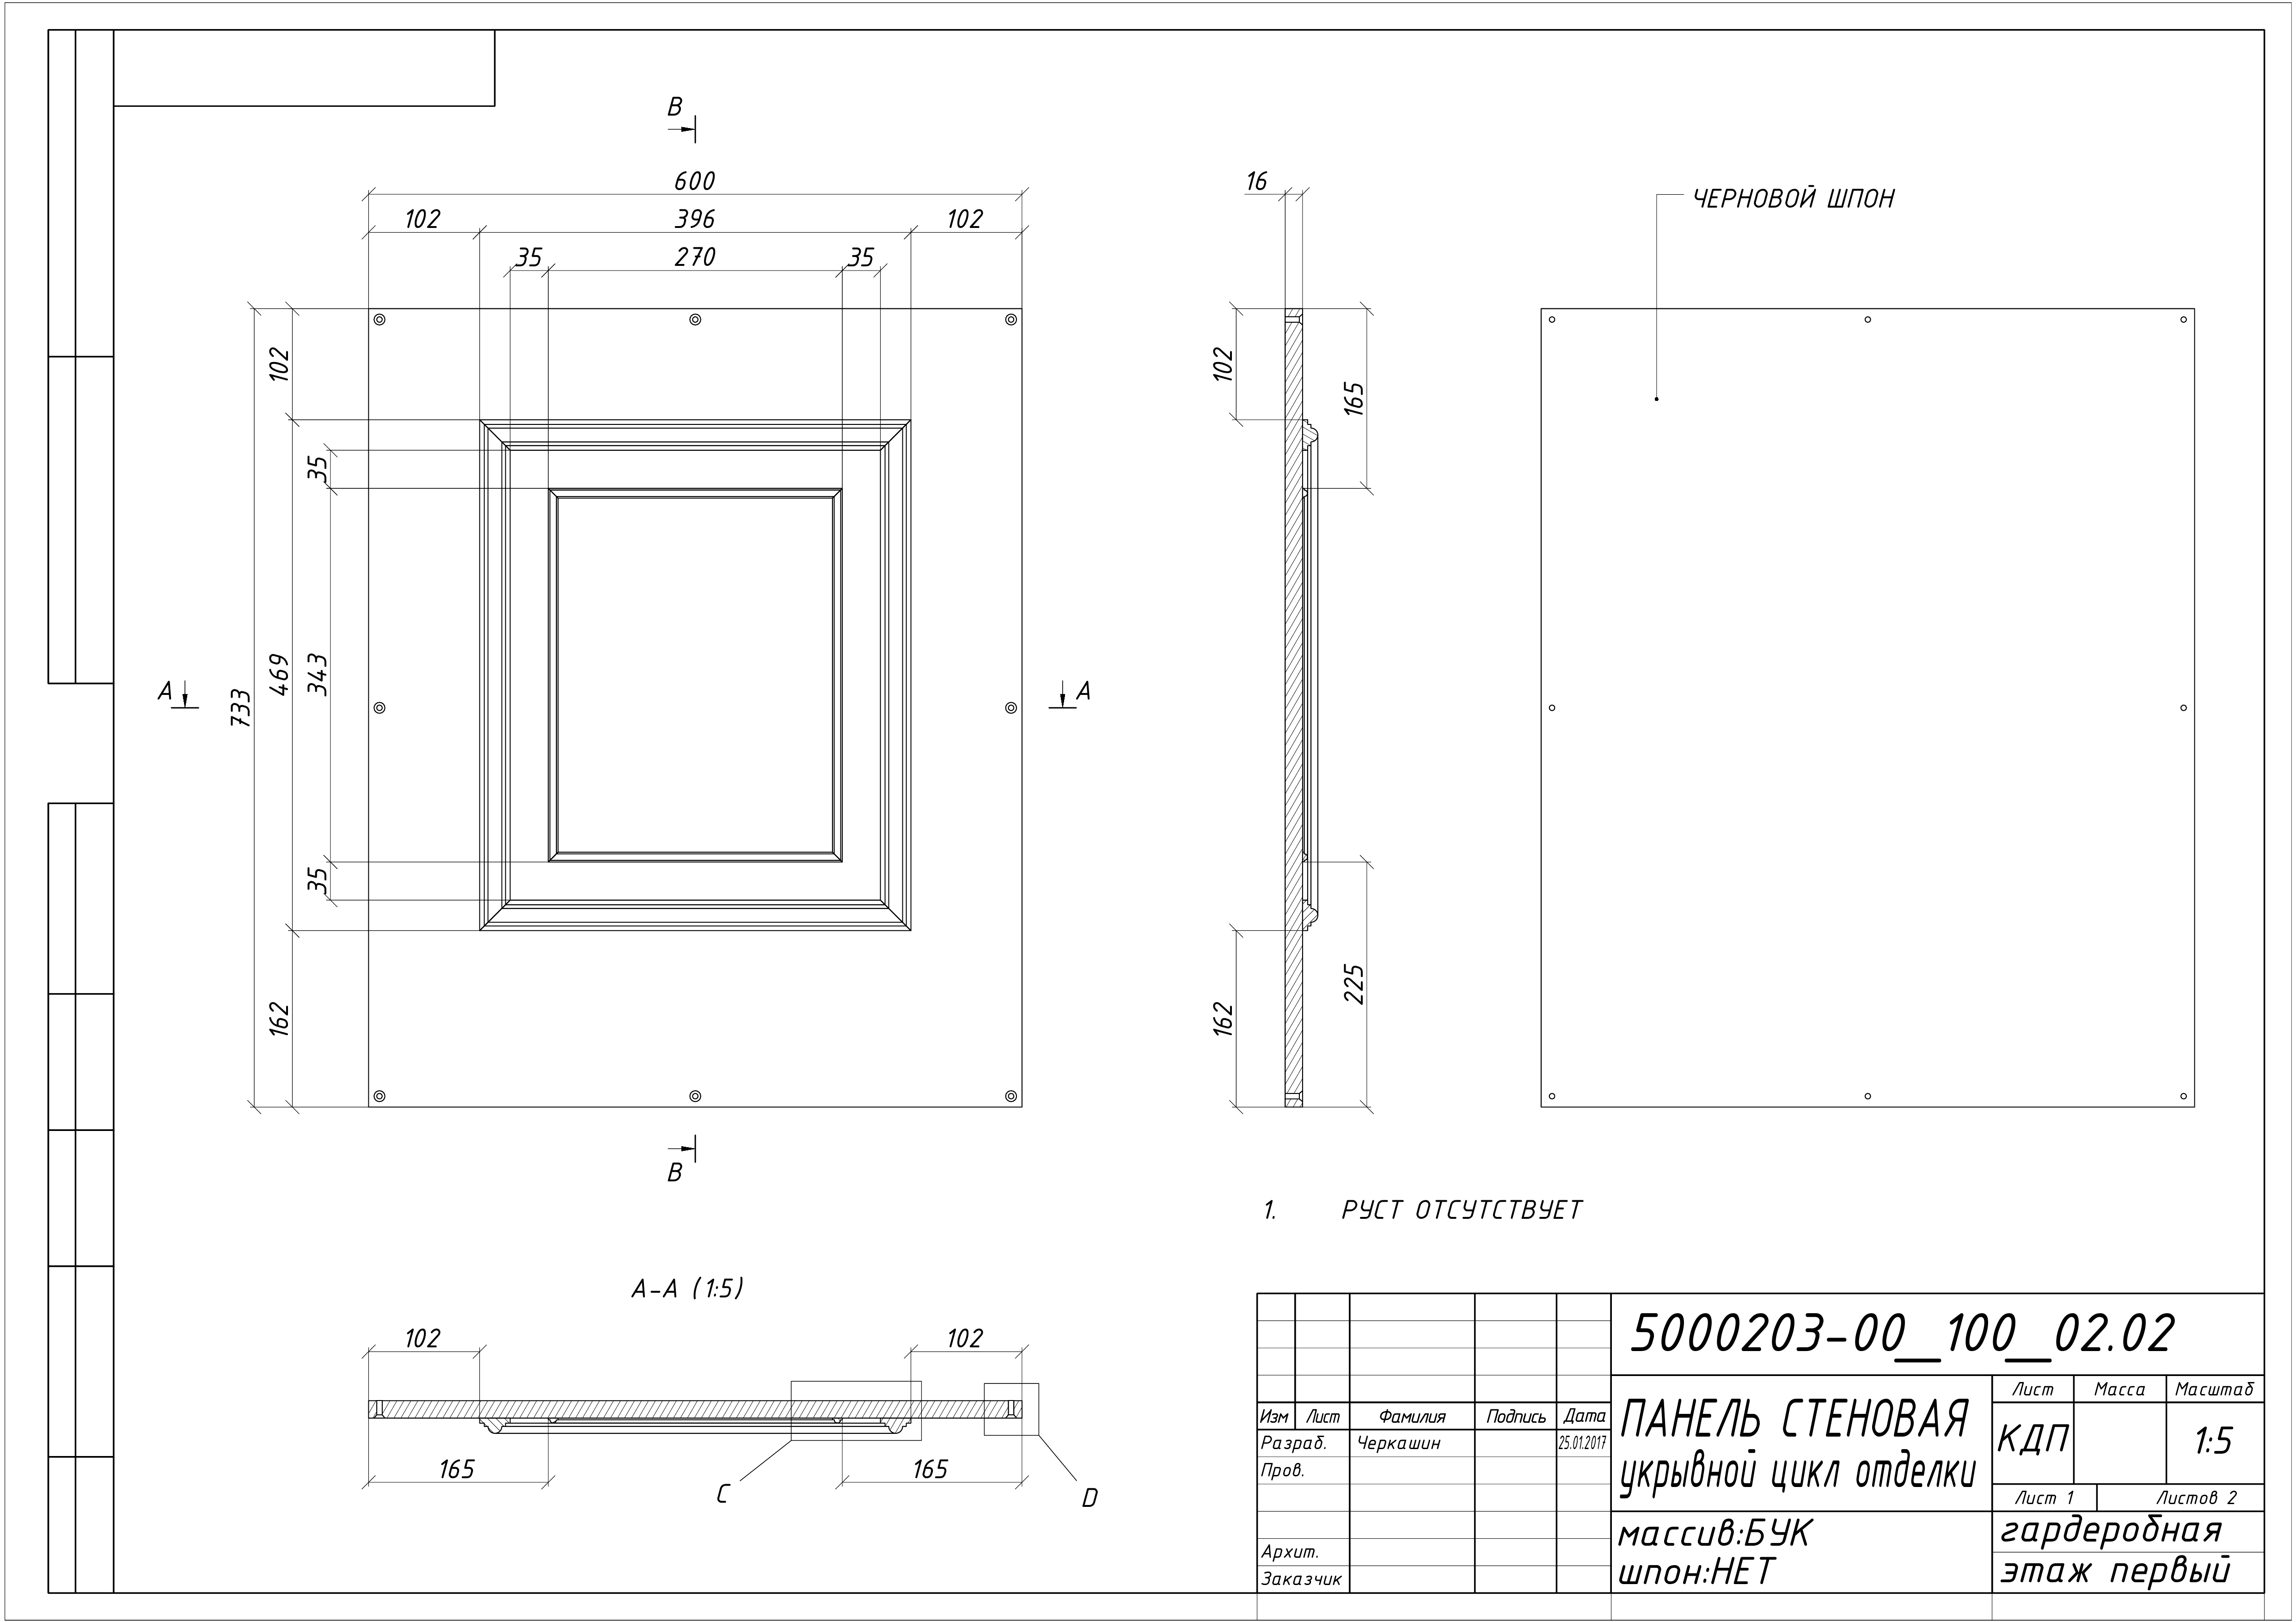 B
600
102 396 102
35 270 35
16
ЧЕРНОВОЙ ШПОН
102
35
469
343
733
35
162
A
A
102
165
162
225
B
1. РУСТ ОТСУТСТВУЕТ
A-A (1:5)
102
102
165
165
C
D
5000203-00__100__02.02
Изм Лист Фамилия Подпись Дата
Разраб. Черкашин 25.01.2017
Пров.
Архит.
Заказчик
ПАНЕЛЬ СТЕНОВАЯ
укрывной цикл отделки
массив:БУК
шпон:НЕТ
Лист Масса Масштаб
КДП 1:5
Лист 1 Листов 2
гардеробная
этаж первый